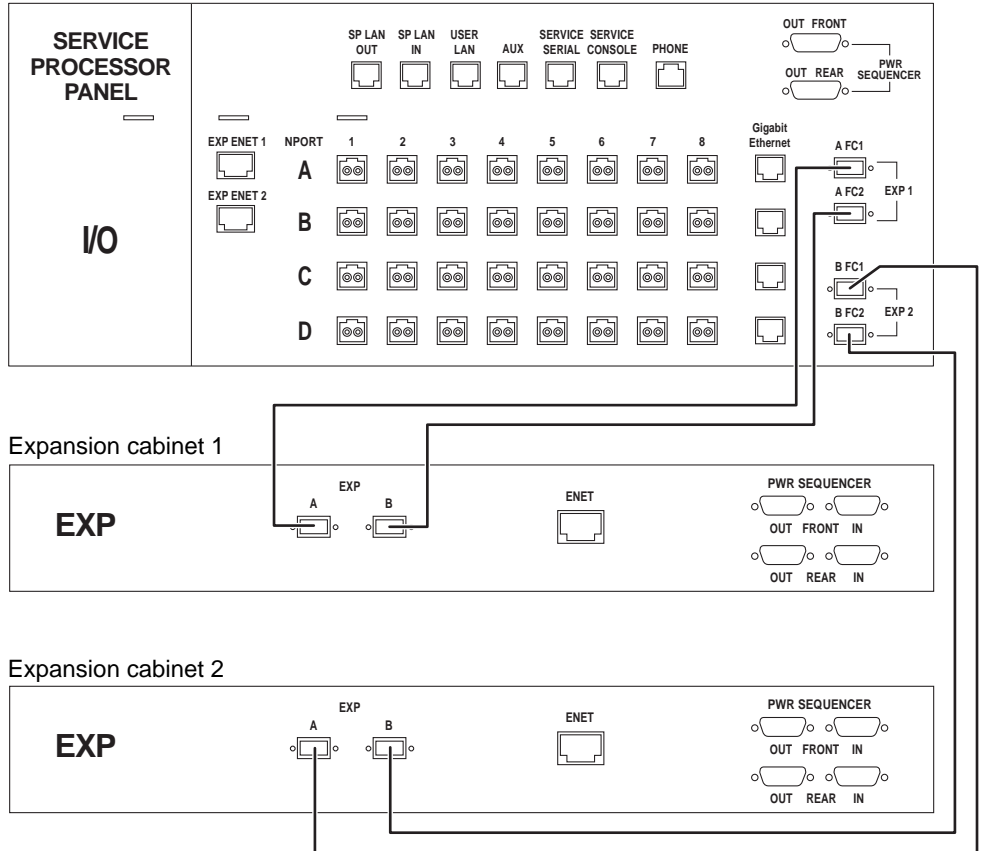 SERVICE
PROCESSOR
PANEL
I/O
SP LAN OUT
SP LAN IN
USER LAN
AUX
SERVICE SERIAL
SERVICE CONSOLE
PHONE
OUT FRONT
OUT REAR
PWR SEQUENCER
EXP ENET 1
EXP ENET 2
NPORT 1 2 3 4 5 6 7 8
Gigabit Ethernet
A
B
C
D
A FC1
A FC2
EXP 1
B FC1
B FC2
EXP 2
Expansion cabinet 1
EXP
EXP
A B
ENET
PWR SEQUENCER
OUT FRONT IN
OUT REAR IN
Expansion cabinet 2
EXP
EXP
A B
ENET
PWR SEQUENCER
OUT FRONT IN
OUT REAR IN